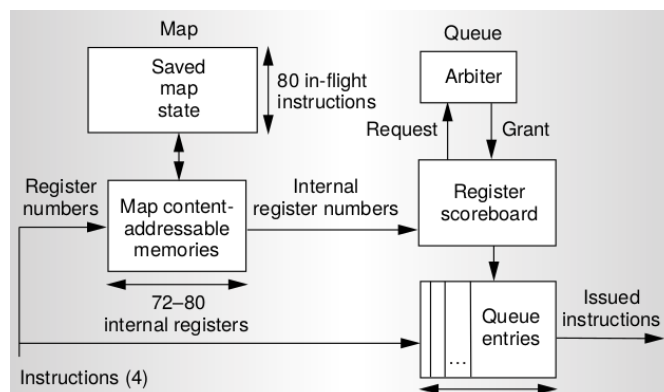 Map
Queue
Saved
map
state
80 in-flight
instructions
Arbiter
Request
Grant
Register
numbers
Map content-
addressable
memories
Internal
register numbers
Register
scoreboard
72–80
internal registers
...
Queue
entries
Issued
instructions
Instructions (4)